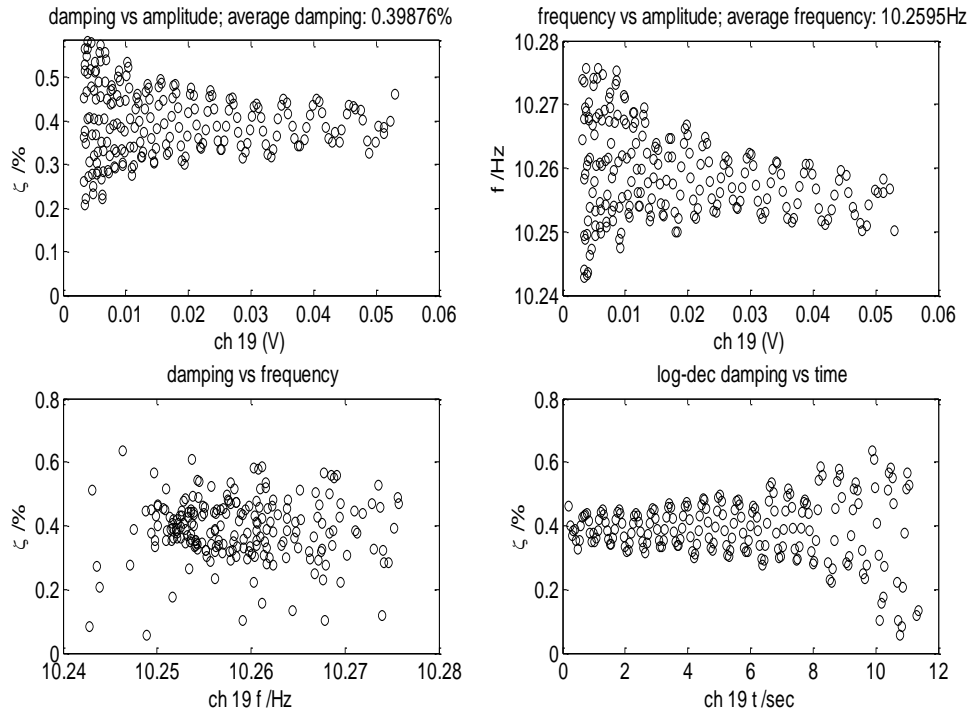 damping vs amplitude; average damping: 0.39876%
0.5
0.4
0.3
0.2
0.1
0
ζ /%
0 0.01 0.02 0.03 0.04 0.05 0.06
ch 19 (V)
frequency vs amplitude; average frequency: 10.2595Hz
10.28
10.27
10.26
10.25
10.24
f /Hz
0 0.01 0.02 0.03 0.04 0.05 0.06
ch 19 (V)
damping vs frequency
0.8
0.6
0.4
0.2
0
ζ /%
10.24 10.25 10.26 10.27 10.28
ch 19 f /Hz
log-dec damping vs time
0.8
0.6
0.4
0.2
0
ζ /%
0 2 4 6 8 10 12
ch 19 t /sec